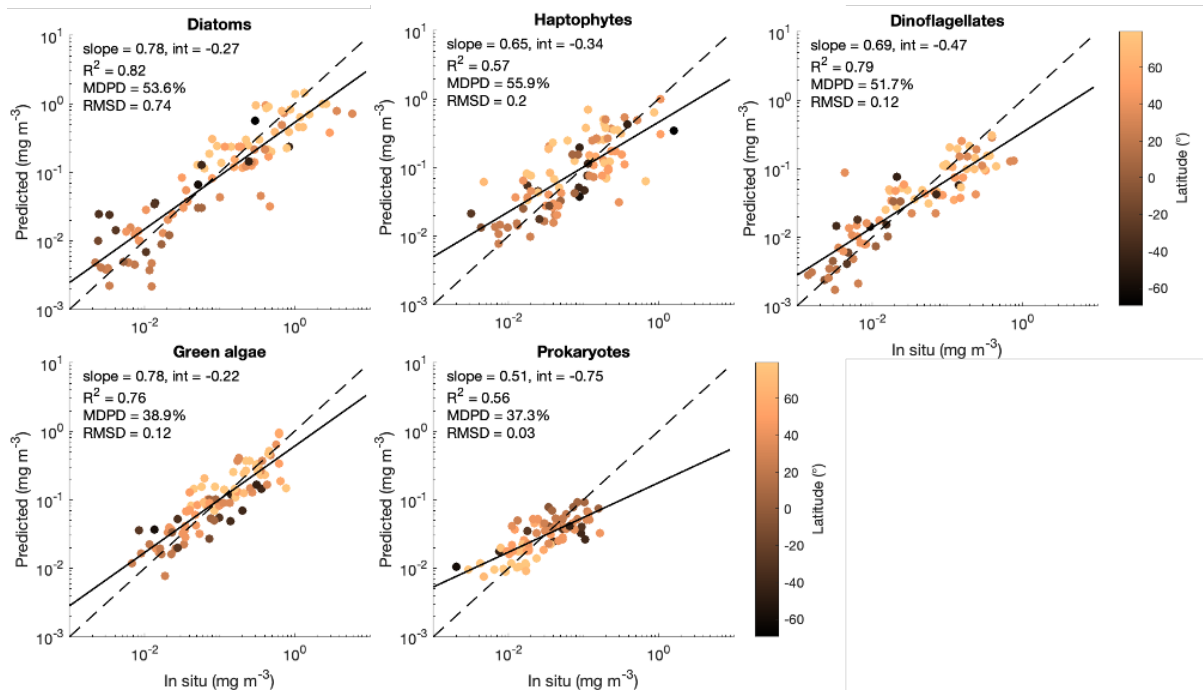 Diatoms
slope = 0.78, int = -0.27
R² = 0.82
MDPD = 53.6%
RMSD = 0.74
10¹
10⁰
10⁻¹
10⁻²
10⁻³
Predicted (mg m⁻³)
10⁻²
10⁰
Haptophytes
slope = 0.65, int = -0.34
R² = 0.57
MDPD = 55.9%
RMSD = 0.2
10¹
10⁰
10⁻¹
10⁻²
10⁻³
Predicted (mg m⁻³)
10⁻²
10⁰
Dinoflagellates
slope = 0.69, int = -0.47
R² = 0.79
MDPD = 51.7%
RMSD = 0.12
10¹
10⁰
10⁻¹
10⁻²
10⁻³
Predicted (mg m⁻³)
10⁻²
10⁰
In situ (mg m⁻³)
60
40
20
0
-20
-40
-60
Latitude (°)
Green algae
slope = 0.78, int = -0.22
R² = 0.76
MDPD = 38.9%
RMSD = 0.12
10¹
10⁰
10⁻¹
10⁻²
10⁻³
Predicted (mg m⁻³)
10⁻²
10⁰
In situ (mg m⁻³)
Prokaryotes
slope = 0.51, int = -0.75
R² = 0.56
MDPD = 37.3%
RMSD = 0.03
10¹
10⁰
10⁻¹
10⁻²
10⁻³
Predicted (mg m⁻³)
10⁻²
10⁰
In situ (mg m⁻³)
60
40
20
0
-20
-40
-60
Latitude (°)